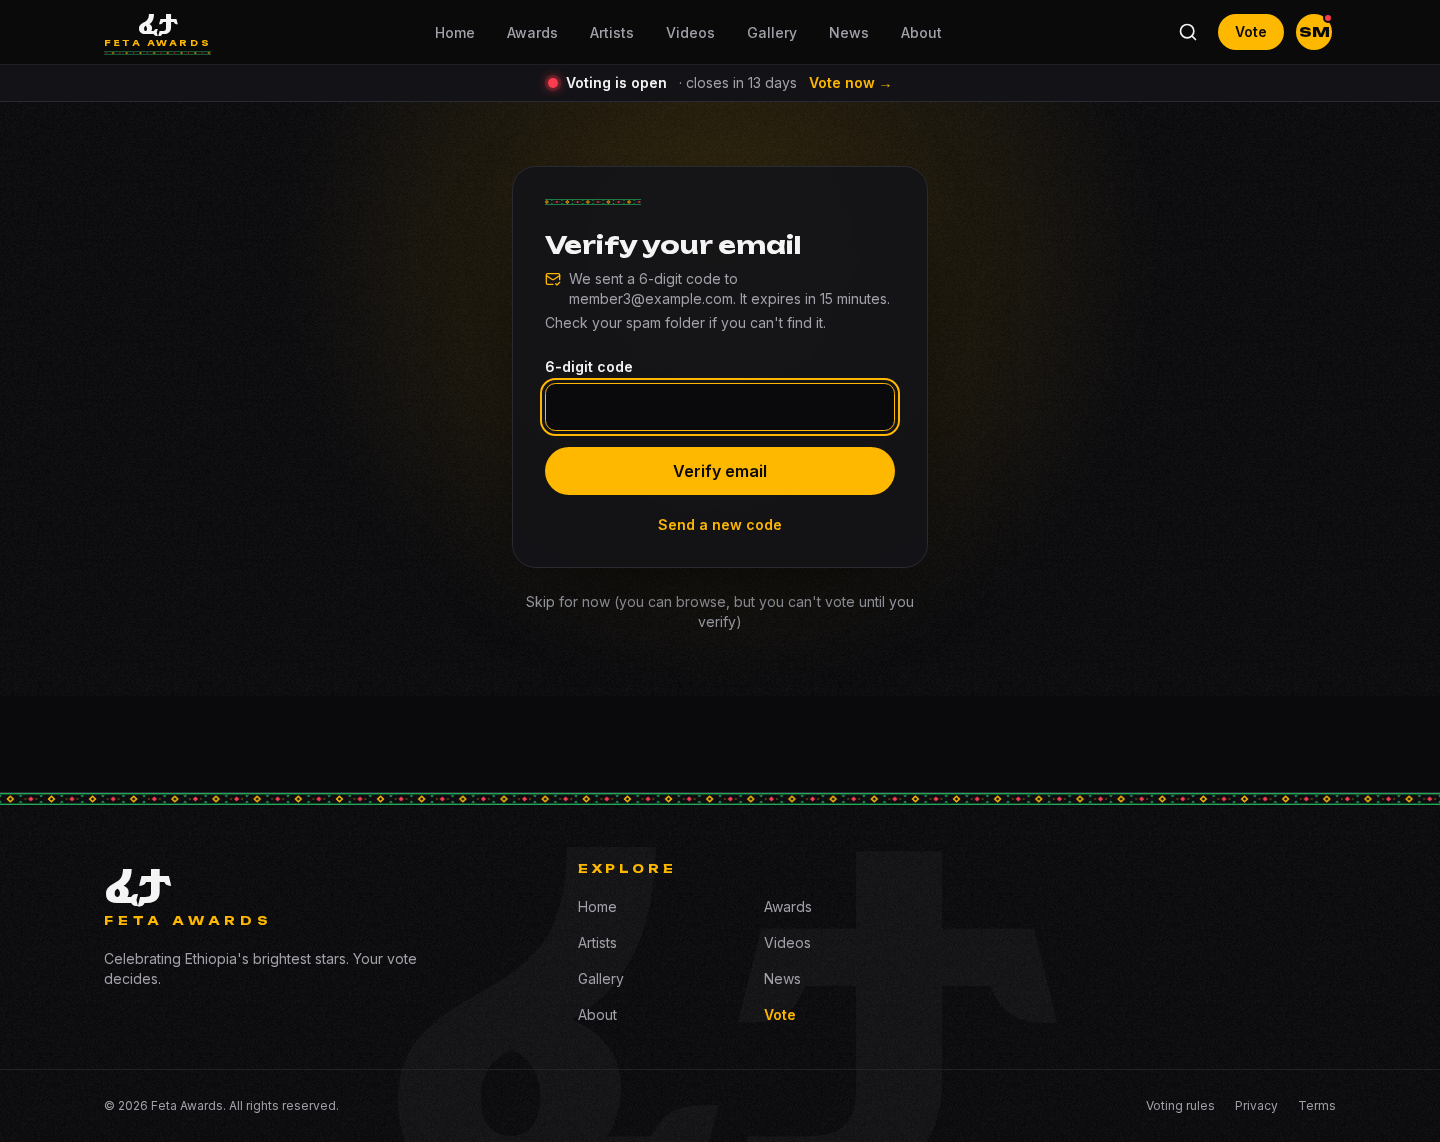 ፈታ
FETA AWARDS
Home Awards Artists Videos Gallery News About
Vote
SM
Voting is open · closes in 13 days Vote now →
Verify your email
We sent a 6-digit code to
member3@example.com. It expires in 15 minutes.
Check your spam folder if you can't find it.
6-digit code
Verify email
Send a new code
Skip for now (you can browse, but you can't vote until you
verify)
ፈታ
FETA AWARDS
Celebrating Ethiopia's brightest stars. Your vote
decides.
EXPLORE
Home Awards
Artists Videos
Gallery News
About Vote
ፈታ
© 2026 Feta Awards. All rights reserved.
Voting rules Privacy Terms